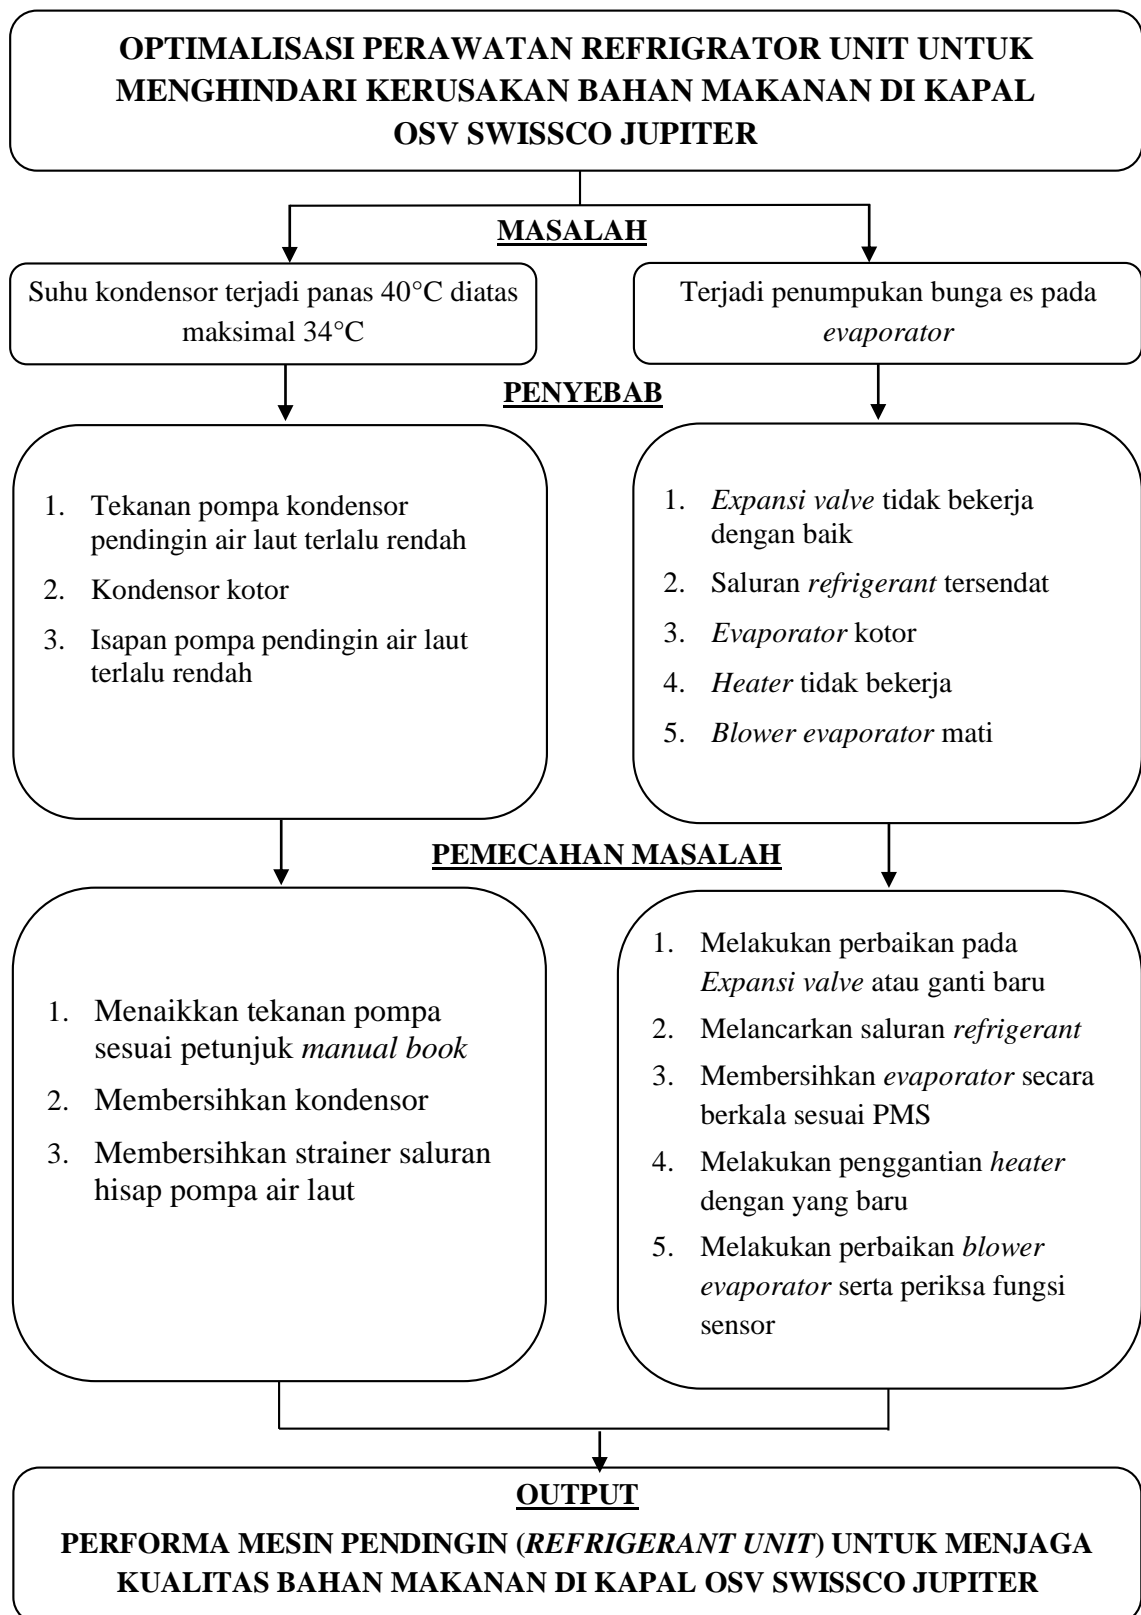 OPTIMALISASI PERAWATAN REFRIGRATOR UNIT UNTUK
MENGHINDARI KERUSAKAN BAHAN MAKANAN DI KAPAL
OSV SWISSCO JUPITER
MASALAH
Suhu kondensor terjadi panas 40°C diatas
maksimal 34°C
Terjadi penumpukan bunga es pada
evaporator
PENYEBAB
1. Tekanan pompa kondensor
pendingin air laut terlalu rendah
2. Kondensor kotor
3. Isapan pompa pendingin air laut
terlalu rendah
1. Expansi valve tidak bekerja
dengan baik
2. Saluran refrigerant tersendat
3. Evaporator kotor
4. Heater tidak bekerja
5. Blower evaporator mati
PEMECAHAN MASALAH
1. Menaikkan tekanan pompa
sesuai petunjuk manual book
2. Membersihkan kondensor
3. Membersihkan strainer saluran
hisap pompa air laut
1. Melakukan perbaikan pada
Expansi valve atau ganti baru
2. Melancarkan saluran refrigerant
3. Membersihkan evaporator secara
berkala sesuai PMS
4. Melakukan penggantian heater
dengan yang baru
5. Melakukan perbaikan blower
evaporator serta periksa fungsi
sensor
OUTPUT
PERFORMA MESIN PENDINGIN (REFRIGERANT UNIT) UNTUK MENJAGA
KUALITAS BAHAN MAKANAN DI KAPAL OSV SWISSCO JUPITER